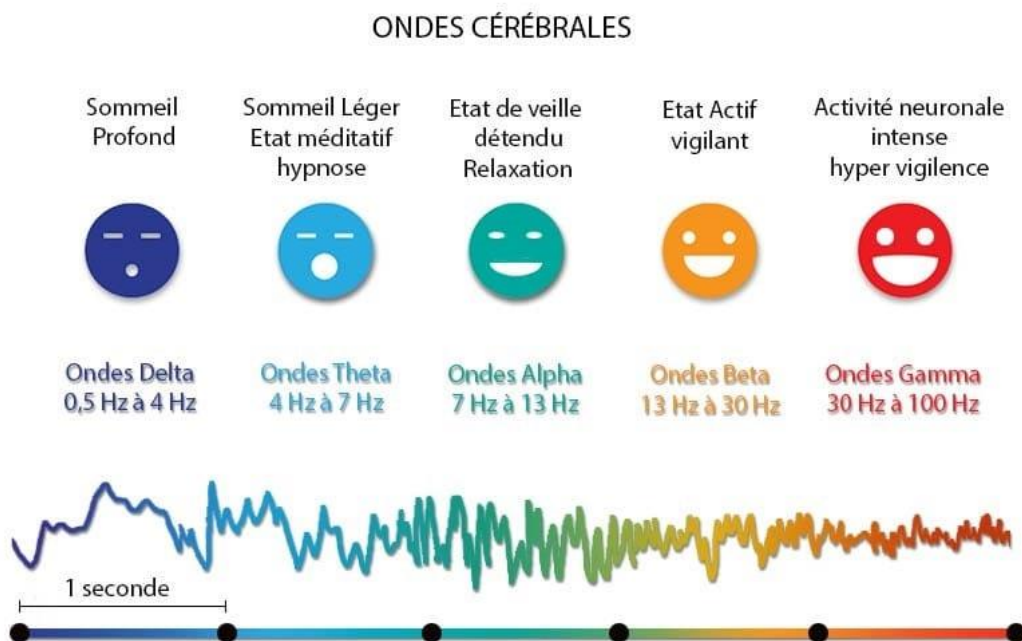 ONDES CÉRÉBRALES
Sommeil
Profond
Sommeil Léger
Etat méditatif
hypnose
Etat de veille
détendu
Relaxation
Etat Actif
vigilant
Activité neuronale
intense
hyper vigilence
Ondes Delta
0,5 Hz à 4 Hz
Ondes Theta
4 Hz à 7 Hz
Ondes Alpha
7 Hz à 13 Hz
Ondes Beta
13 Hz à 30 Hz
Ondes Gamma
30 Hz à 100 Hz
1 seconde